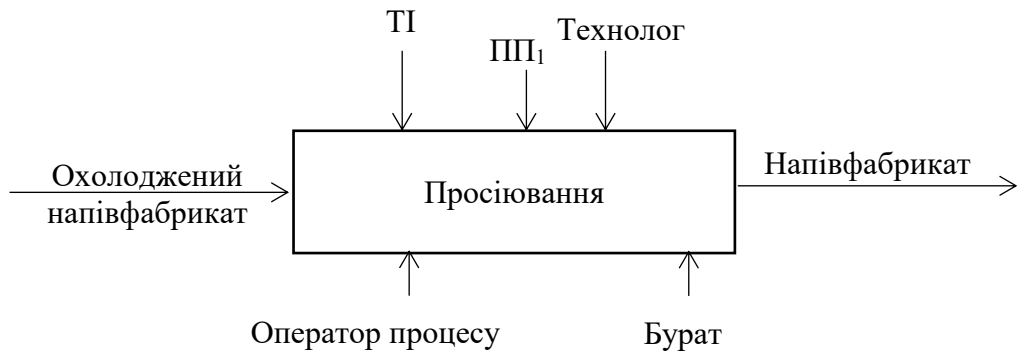 ТІ
ПП₁
Технолог
Охолоджений
напівфабрикат
Просіювання
Напівфабрикат
Оператор процесу
Бурат